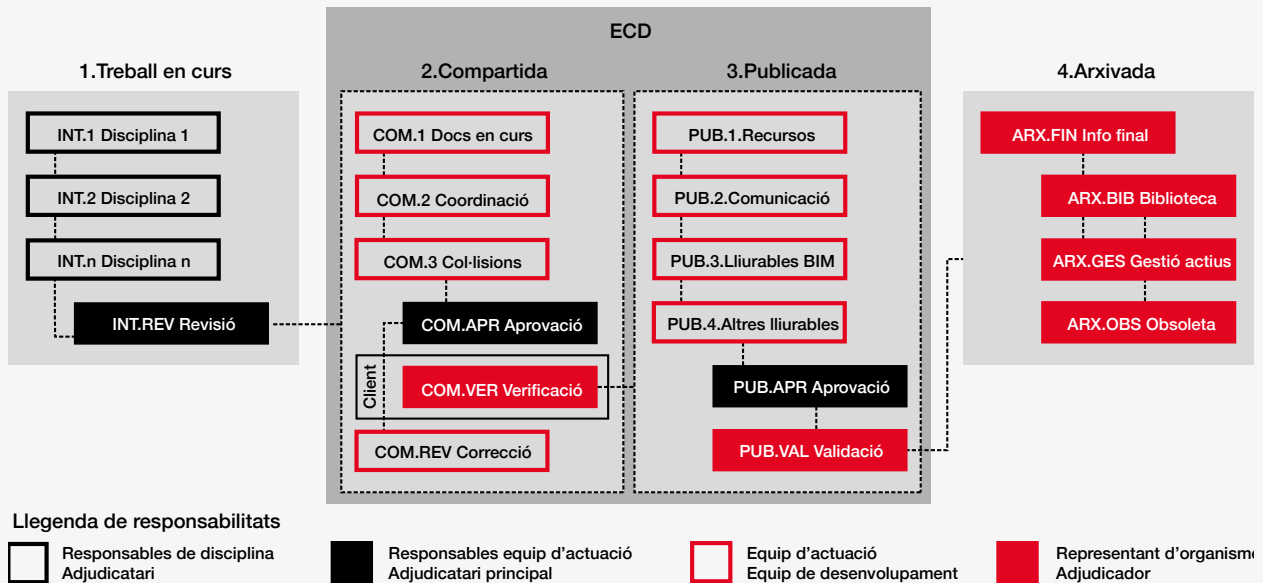 ECD
1.Treball en curs
2.Compartida
3.Publicada
4.Arxivada
INT.1 Disciplina 1
INT.2 Disciplina 2
INT.n Disciplina n
INT.REV Revisió
COM.1 Docs en curs
COM.2 Coordinació
COM.3 Col·lisions
COM.APR Aprovació
Client
COM.VER Verificació
COM.REV Correcció
PUB.1.Recursos
PUB.2.Comunicació
PUB.3.Lliurables BIM
PUB.4.Altres lliurables
PUB.APR Aprovació
PUB.VAL Validació
ARX.FIN Info final
ARX.BIB Biblioteca
ARX.GES Gestió actius
ARX.OBS Obsoleta
Llegenda de responsabilitats
Responsables de disciplina
Adjudicatari
Responsables equip d'actuació
Adjudicatari principal
Equip d'actuació
Equip de desenvolupament
Representant d'organisme
Adjudicador